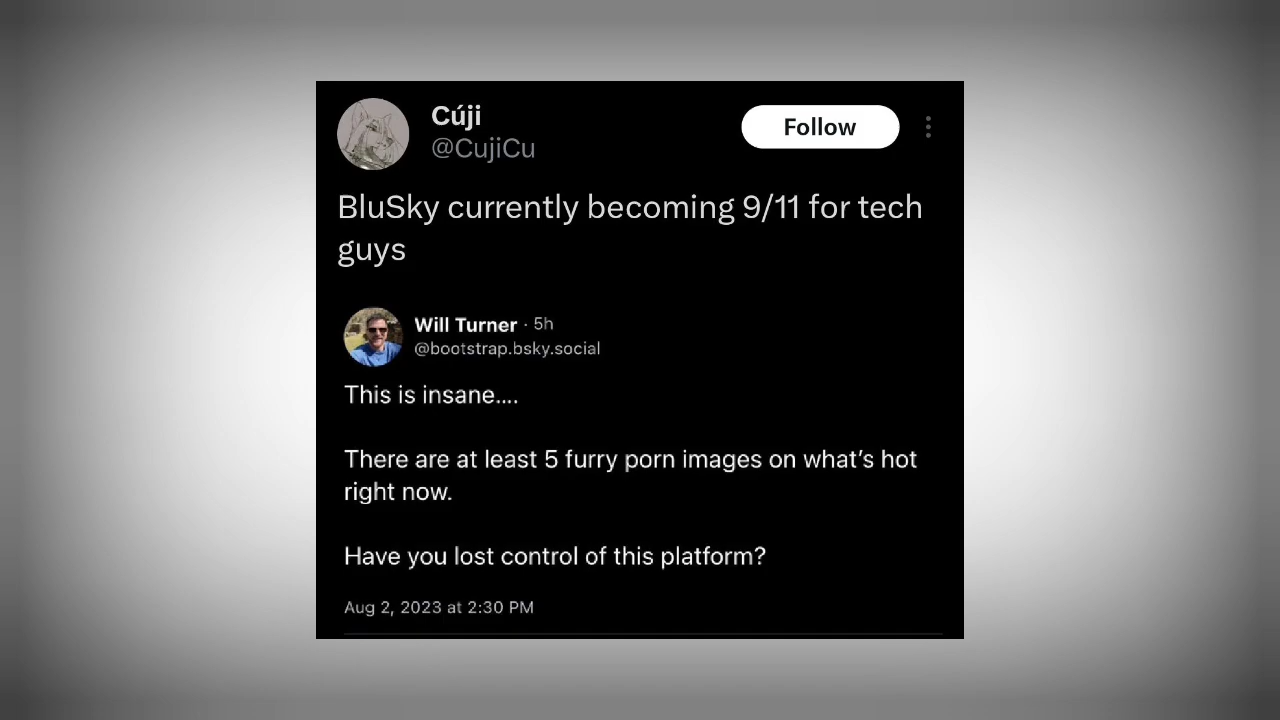 Cúji
@CujiCu
Follow
BluSky currently becoming 9/11 for tech
guys
Will Turner · 5h
@bootstrap.bsky.social
This is insane....
There are at least 5 furry porn images on what's hot
right now.
Have you lost control of this platform?
Aug 2, 2023 at 2:30 PM